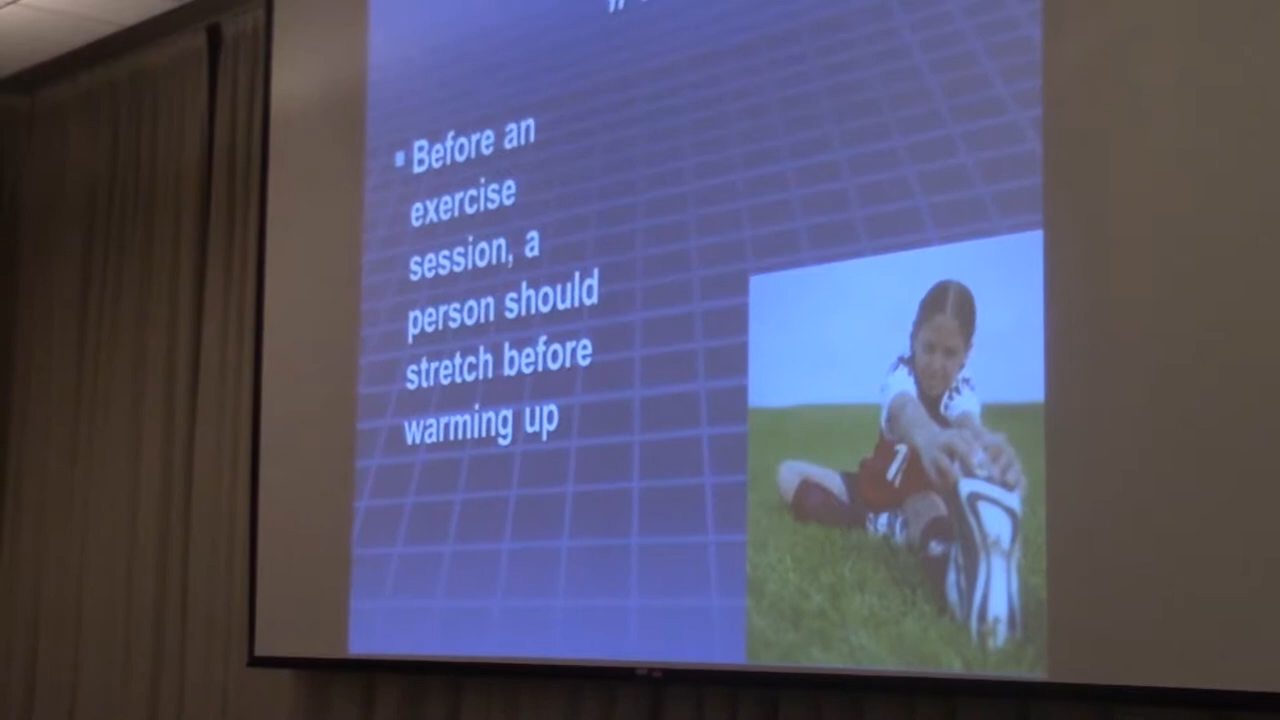 ▪ Before an
exercise
session, a
person should
stretch before
warming up